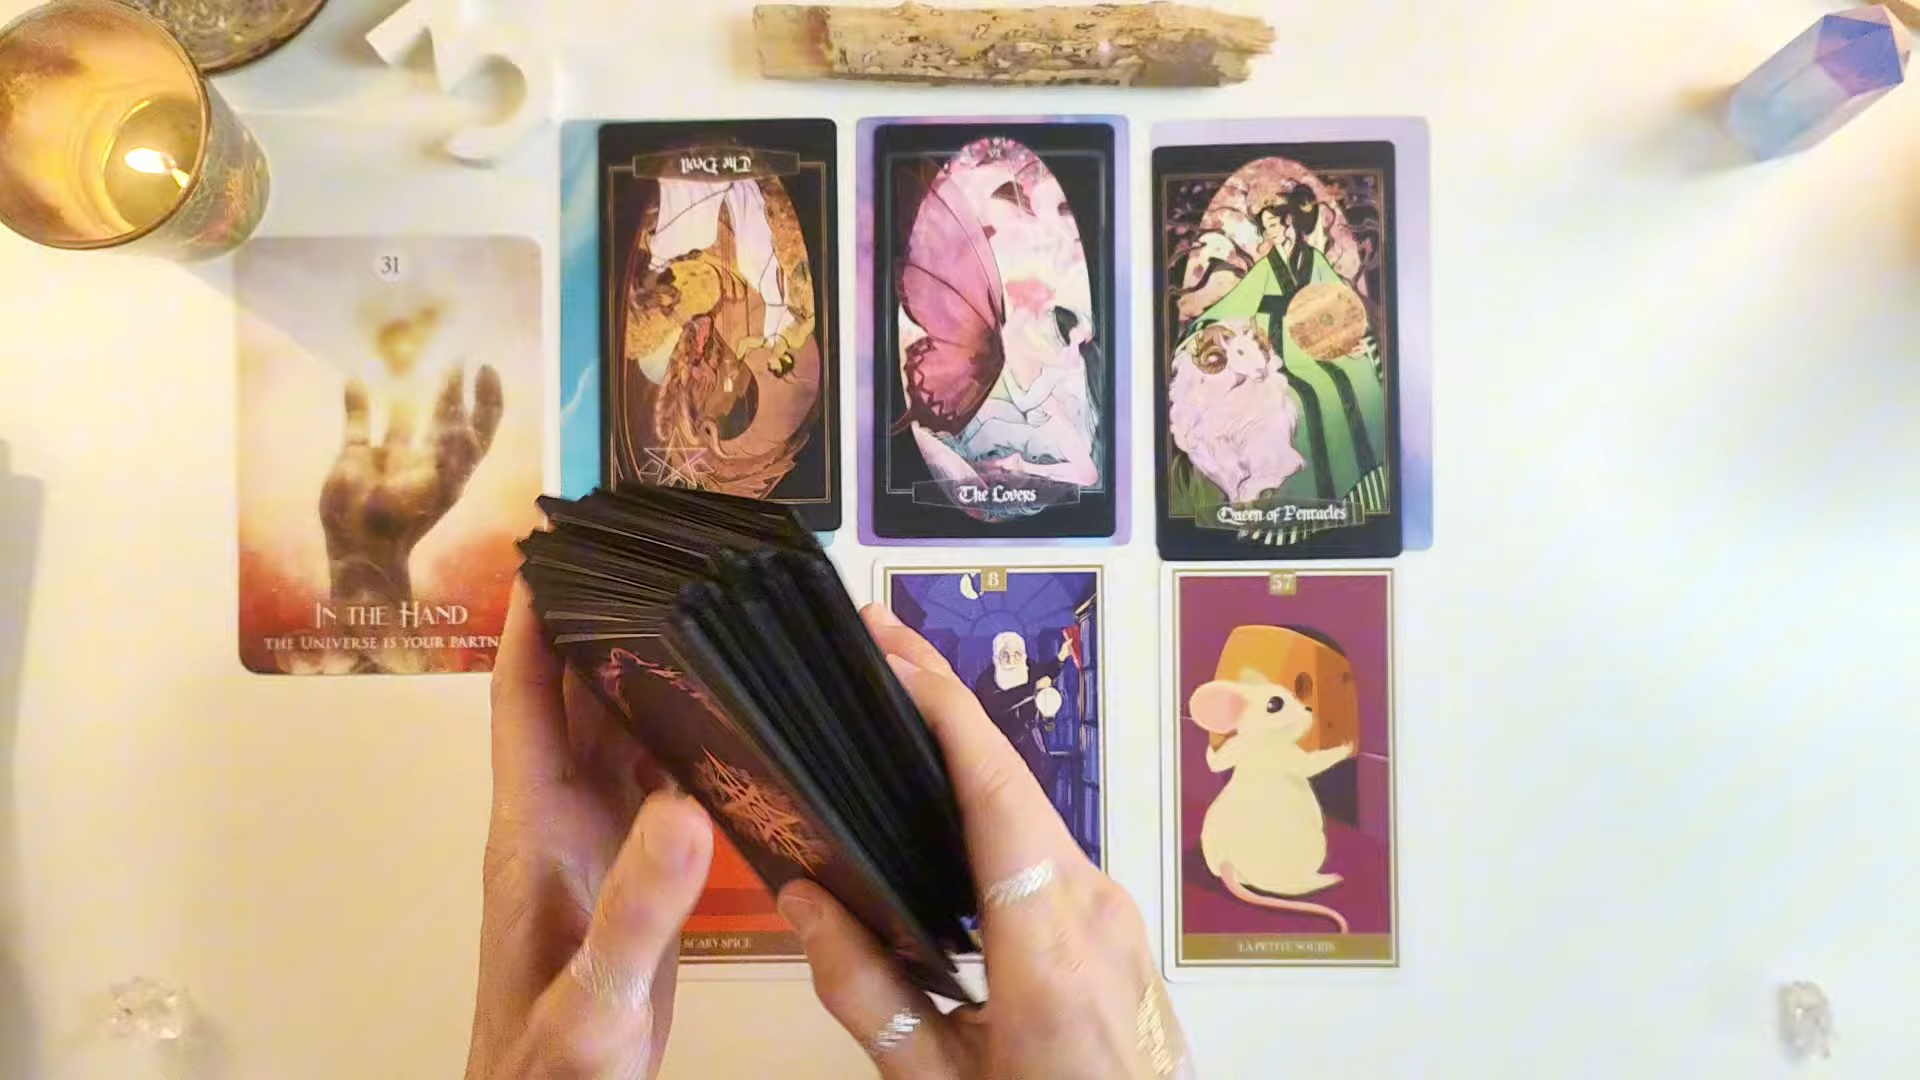 31
IN THE HAND
THE UNIVERSE IS YOUR PARTN
The Devil
VI
The Lovers
Queen of Pentacles
8
57
SCARY SPICE
LA PETITE SOURIS